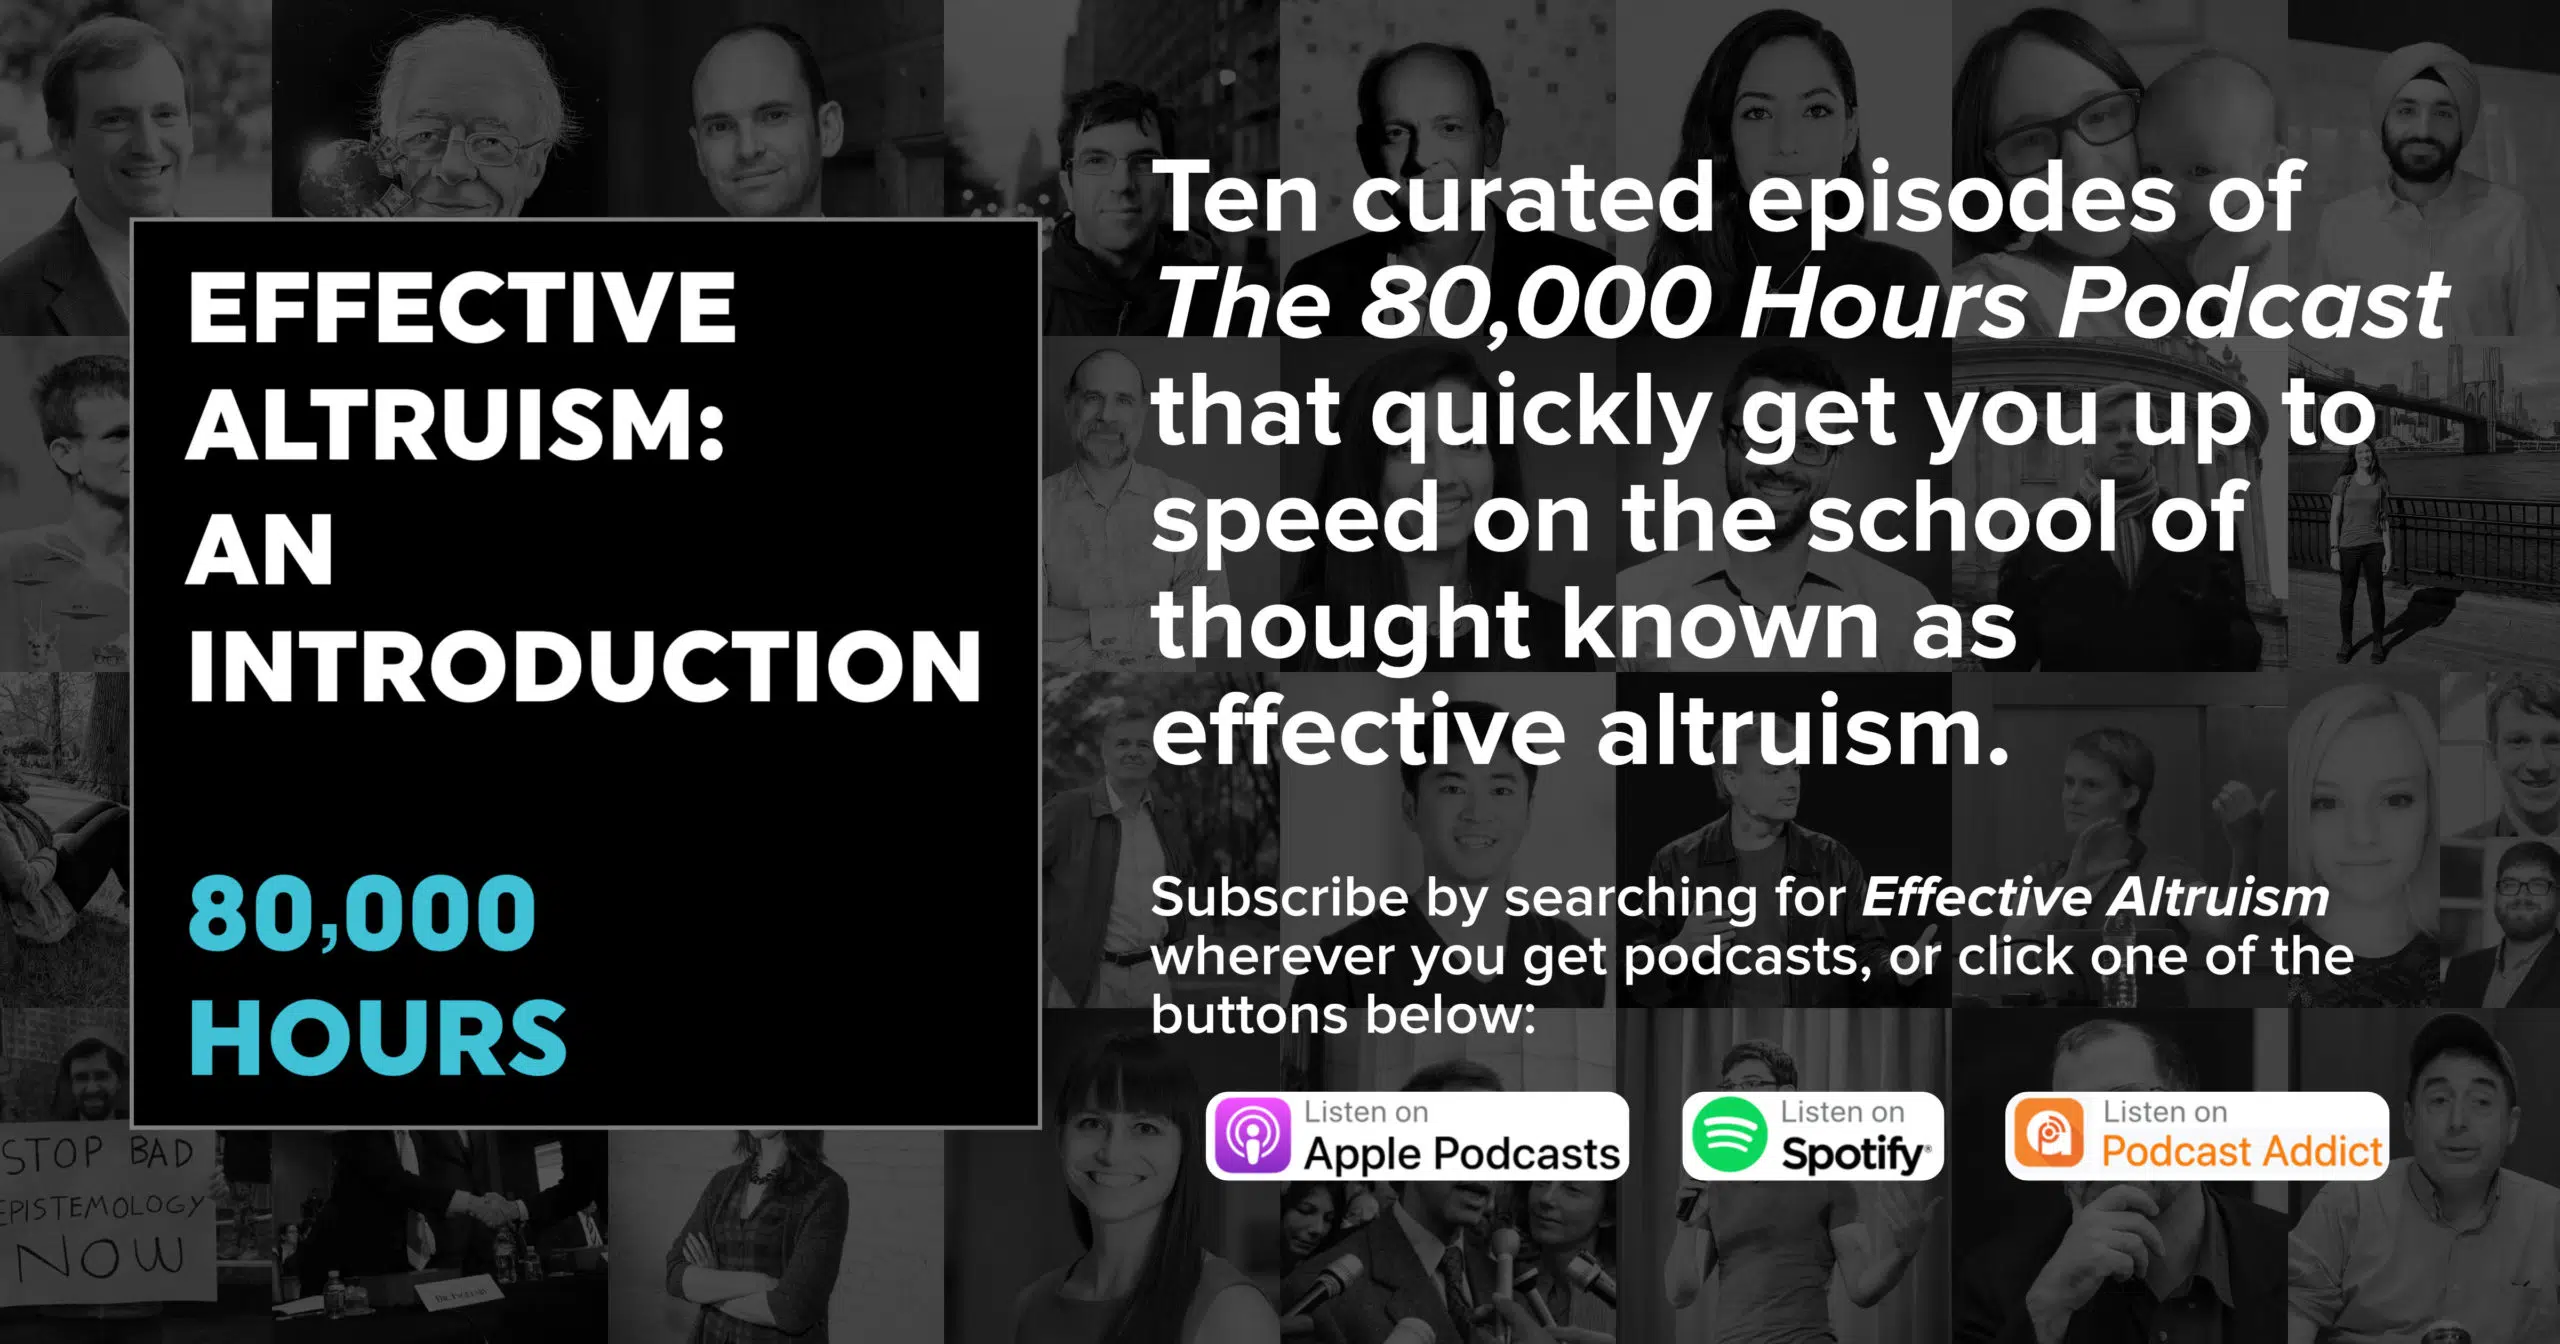 EFFECTIVE
ALTRUISM:
AN
INTRODUCTION
80,000
HOURS
Ten curated episodes of
The 80,000 Hours Podcast
that quickly get you up to
speed on the school of
thought known as
effective altruism.
Subscribe by searching for Effective Altruism
wherever you get podcasts, or click one of the
buttons below:
Listen on
Apple Podcasts
Listen on
Spotify
Listen on
Podcast Addict
STOP BAD
EPISTEMOLOGY
NOW